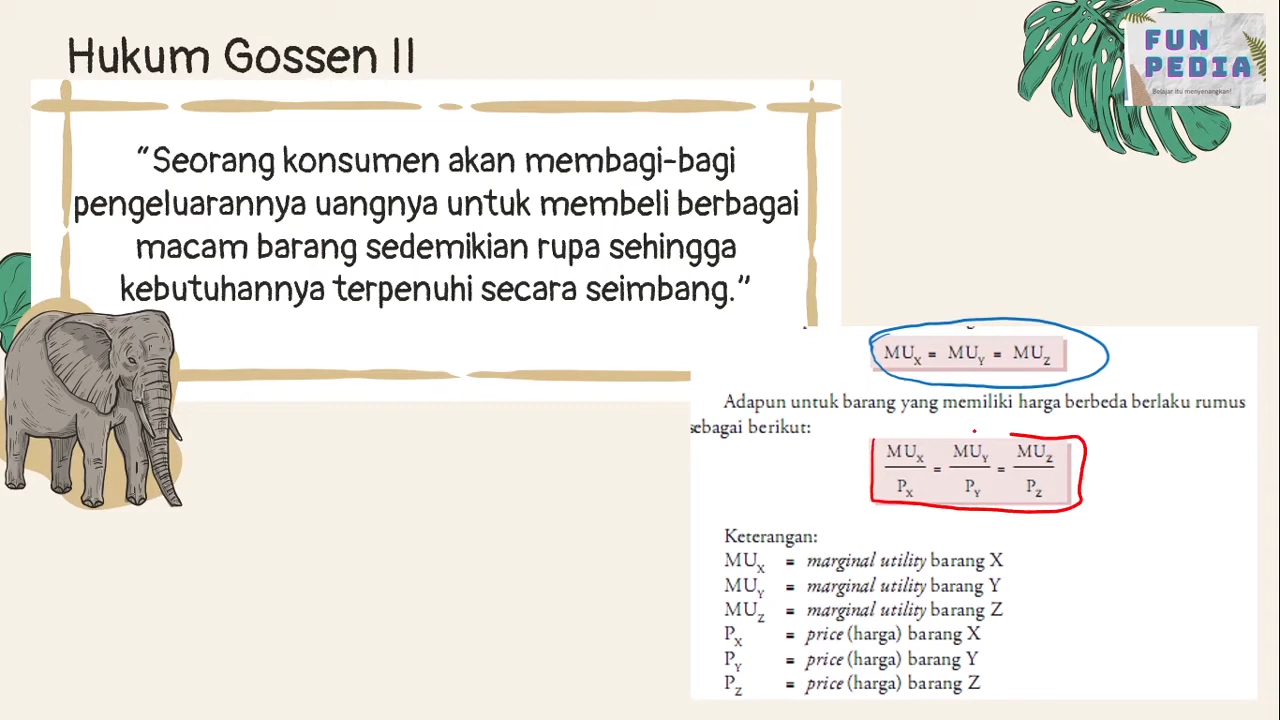 Hukum Gossen II
FUN
PEDIA
Belajar itu menyenangkan!
“Seorang konsumen akan membagi-bagi
pengeluarannya uangnya untuk membeli berbagai
macam barang sedemikian rupa sehingga
kebutuhannya terpenuhi secara seimbang.”
MUX = MUY = MUZ
Adapun untuk barang yang memiliki harga berbeda berlaku rumus
sebagai berikut:
MUX / PX = MUY / PY = MUZ / PZ
Keterangan:
MUX = marginal utility barang X
MUY = marginal utility barang Y
MUZ = marginal utility barang Z
PX = price (harga) barang X
PY = price (harga) barang Y
PZ = price (harga) barang Z